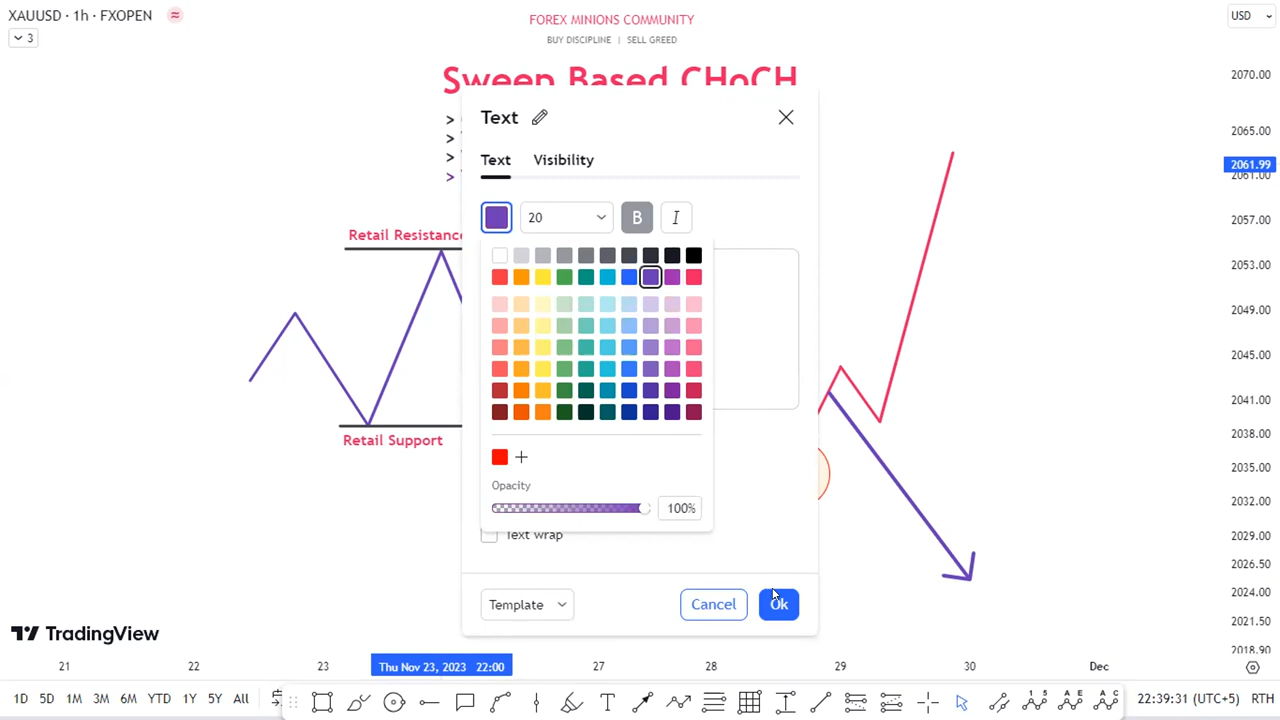 XAUUSD · 1h · FXOPEN
3
FOREX MINIONS COMMUNITY
BUY DISCIPLINE | SELL GREED
USD
Sweep Based CHoCH
2070.00
2065.00
2061.99
2061.00
2057.00
2053.00
2049.00
2045.00
2041.00
2038.00
2035.00
2032.00
2029.00
2026.50
2024.00
2021.50
2018.90
>
>
>
>
Retail Resistance
Retail Support
Text
Text Visibility
20
B
I
Opacity
100%
Text wrap
Template
Cancel
Ok
TradingView
21 22 23 Thu Nov 23, 2023 22:00 27 28 29 30 Dec
1D 5D 1M 3M 6M YTD 1Y 5Y All
22:39:31 (UTC+5) RTH